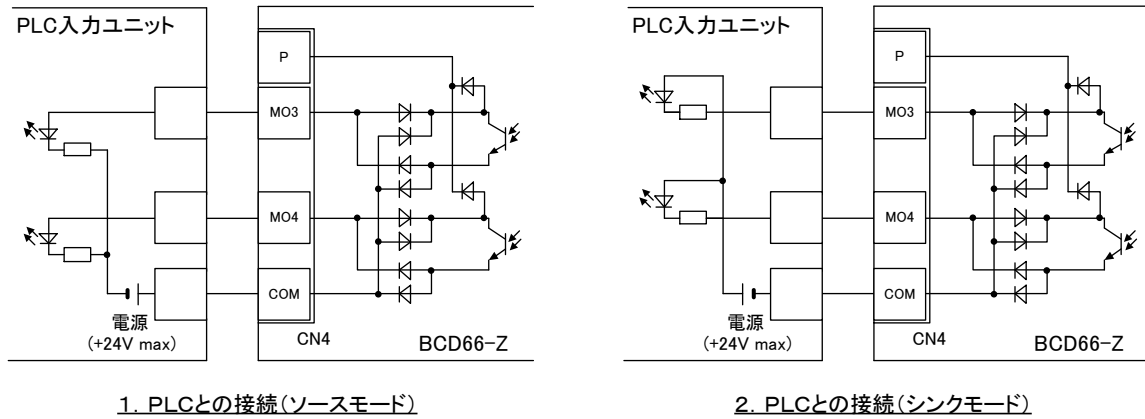 PLC入力ユニット
P
MO3
MO4
COM
電源
(+24V max)
CN4
BCD66-Z
1. PLCとの接続(ソースモード)
PLC入力ユニット
P
MO3
MO4
COM
電源
(+24V max)
CN4
BCD66-Z
2. PLCとの接続(シンクモード)